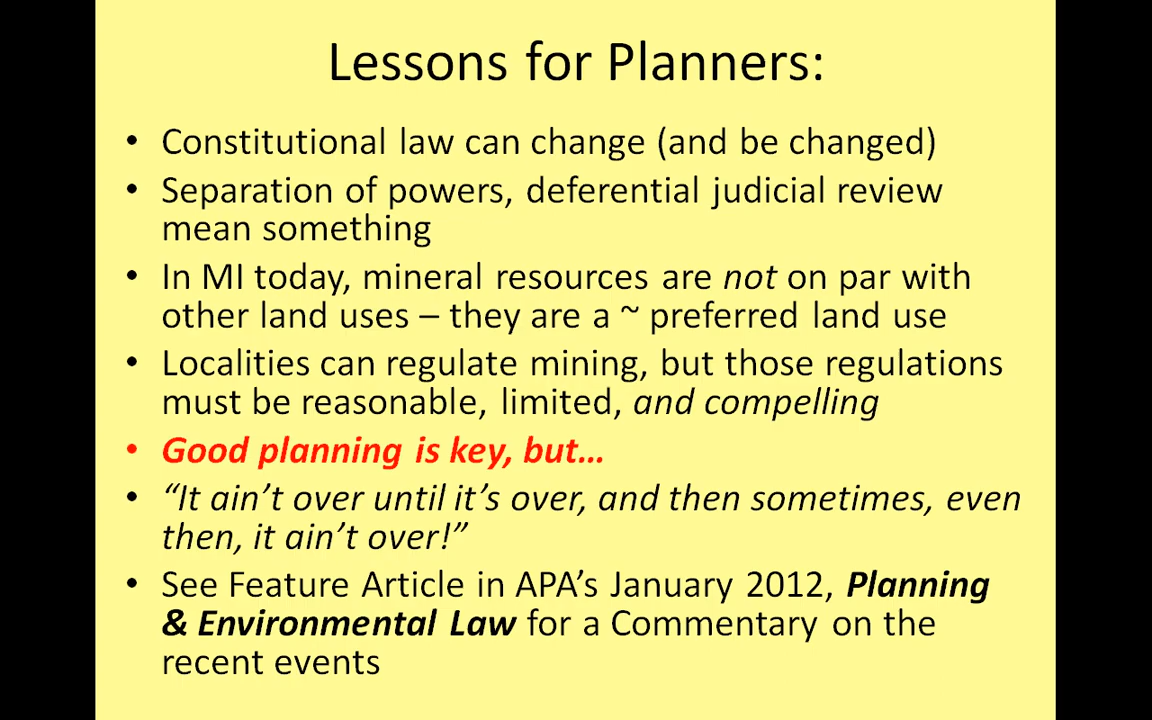 Lessons for Planners:
• Constitutional law can change (and be changed)
• Separation of powers, deferential judicial review
mean something
• In MI today, mineral resources are not on par with
other land uses – they are a ~ preferred land use
• Localities can regulate mining, but those regulations
must be reasonable, limited, and compelling
• Good planning is key, but…
• “It ain’t over until it’s over, and then sometimes, even
then, it ain’t over!”
• See Feature Article in APA’s January 2012, Planning
& Environmental Law for a Commentary on the
recent events